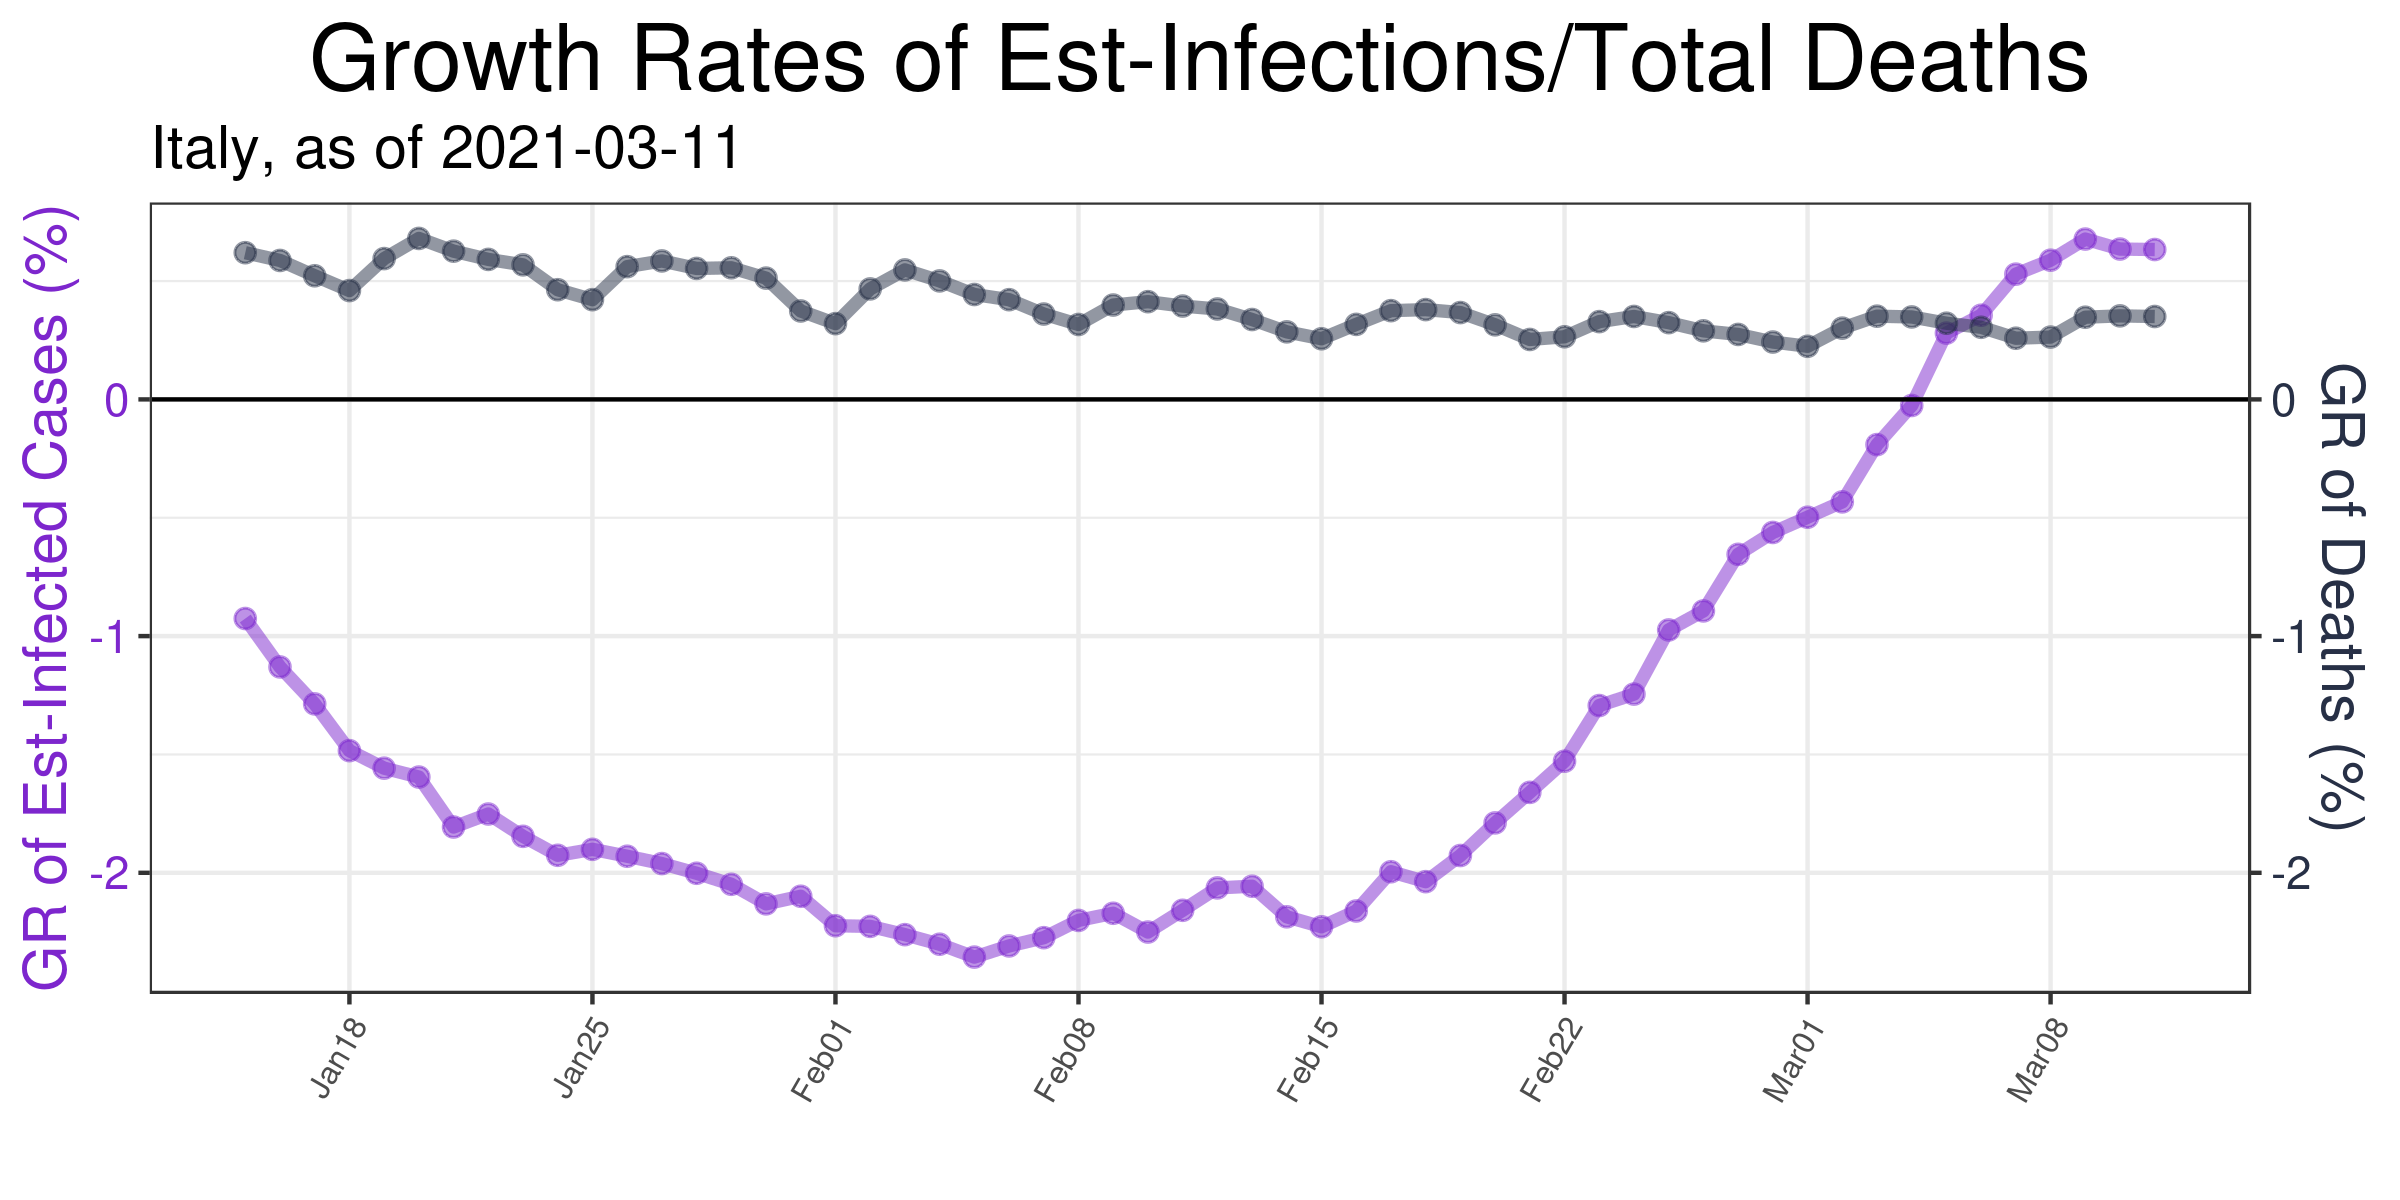 Growth Rates of Est-Infections/Total Deaths
Italy, as of 2021-03-11
GR of Est-Infected Cases (%)
0
-1
-2
GR of Deaths (%)
0
-1
-2
Jan18
Jan25
Feb01
Feb08
Feb15
Feb22
Mar01
Mar08